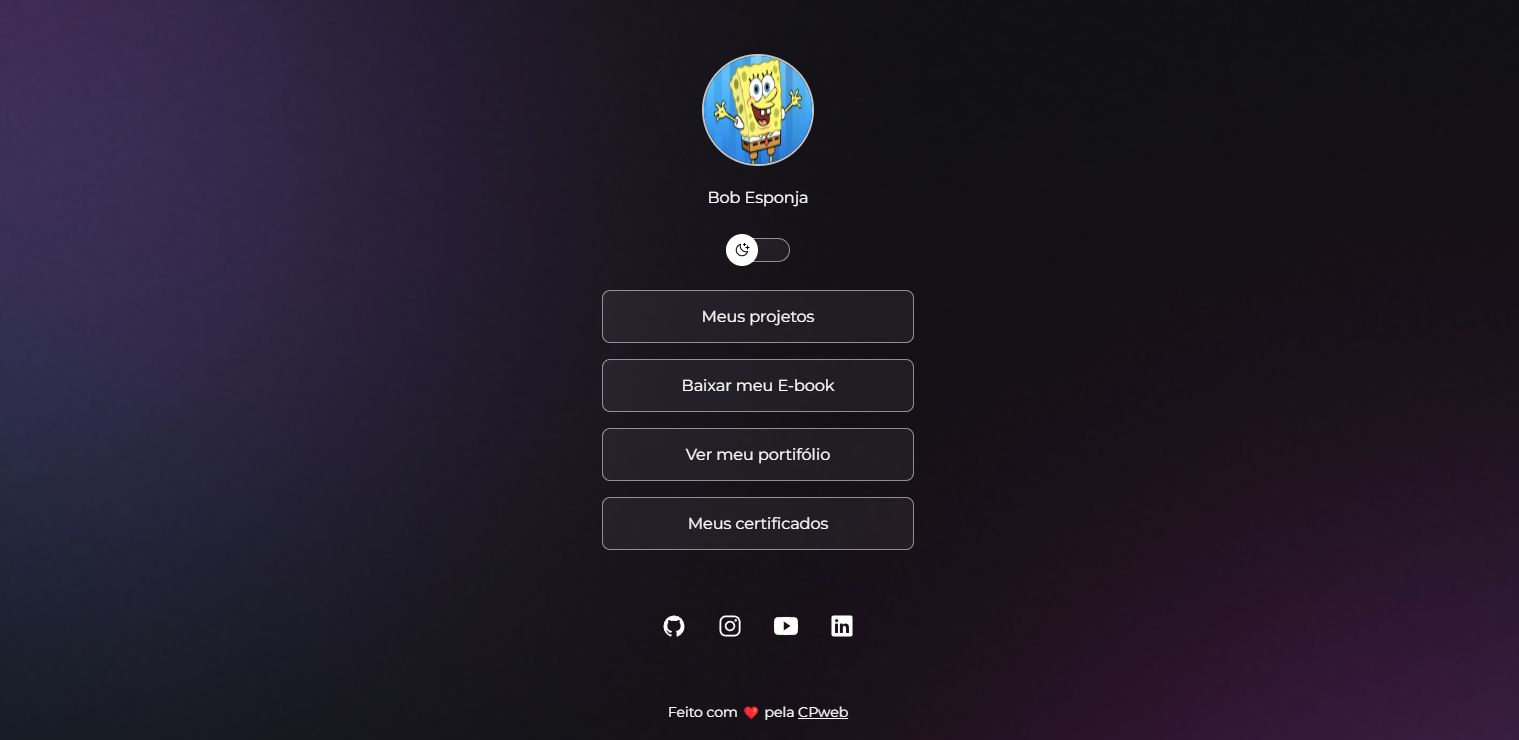 Bob Esponja
Meus projetos
Baixar meu E-book
Ver meu portifólio
Meus certificados
Feito com ❤️ pela CPweb